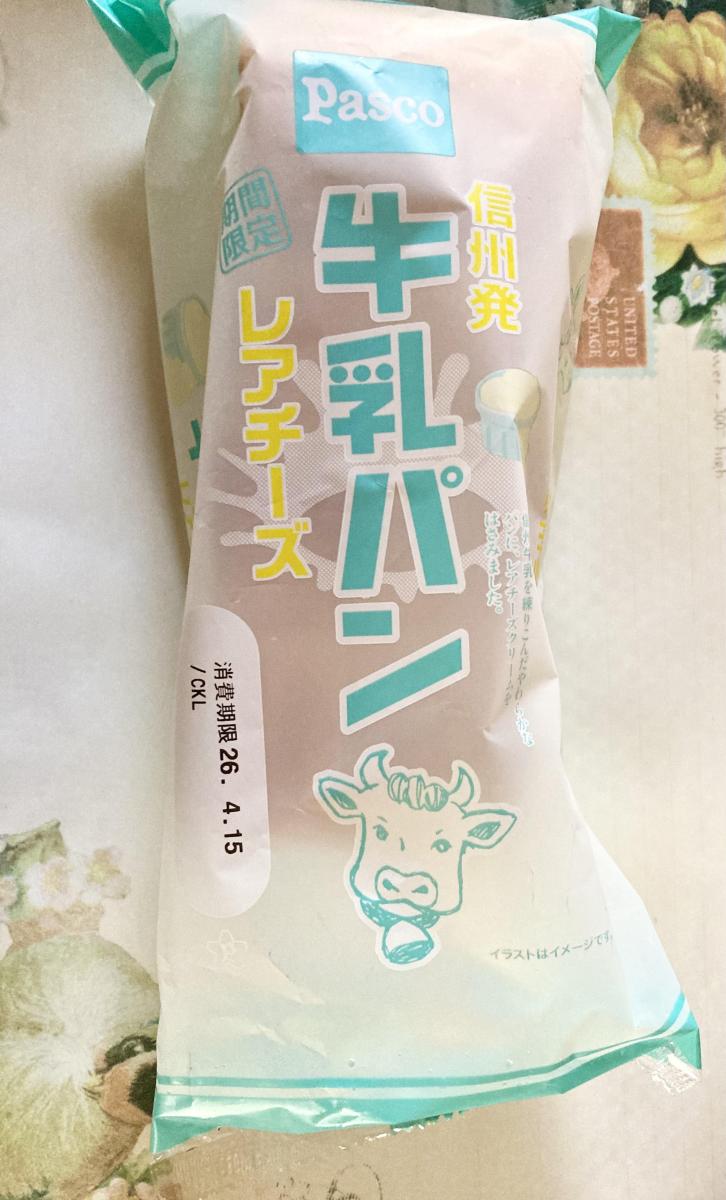 Pasco
信州発
牛乳パン
レアチーズ
期間
限定
信州牛乳を練りこんだやわらかな
パンに、レアチーズクリームを
はさみました。
消費期限 26. 4.15
/CKL
イラストはイメージです。
UNITED
STATES
POSTAGE